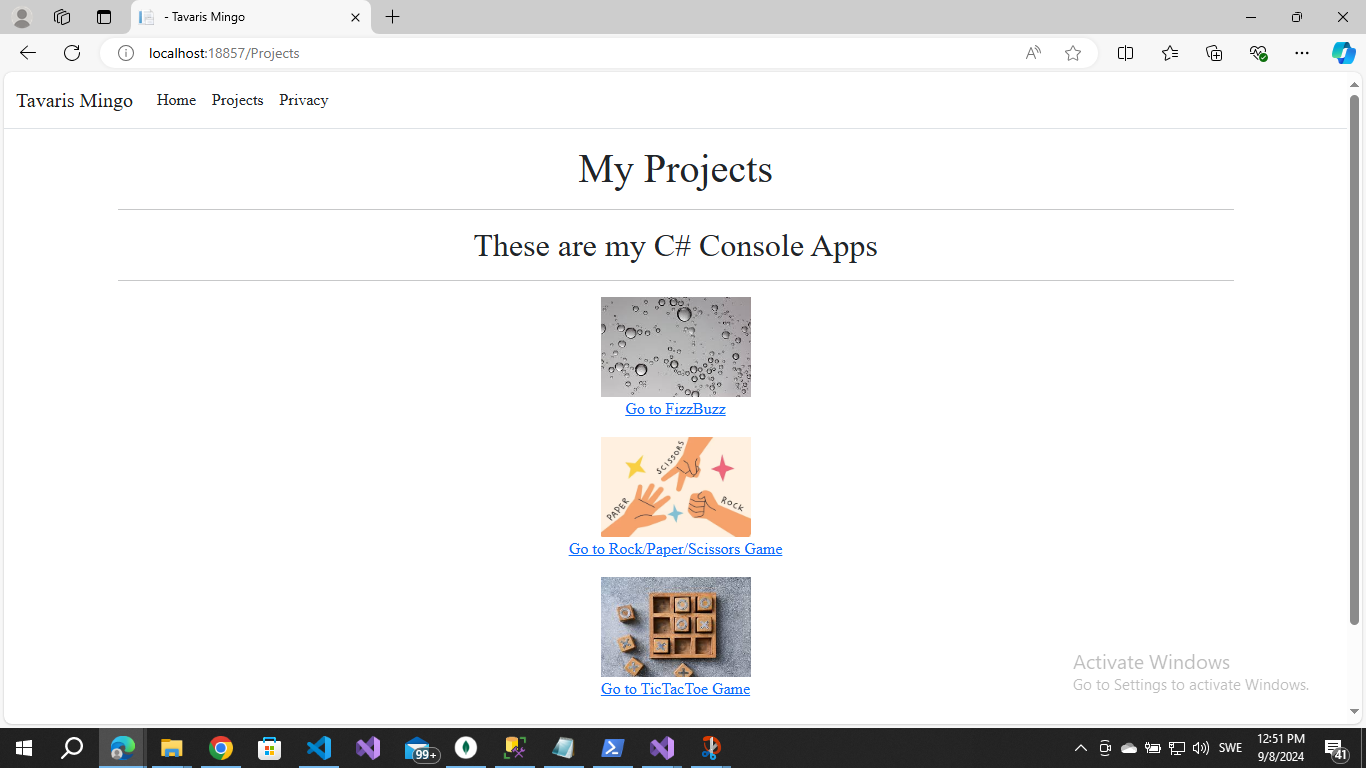 - Tavaris Mingo
localhost:18857/Projects
Tavaris Mingo Home Projects Privacy
My Projects
These are my C# Console Apps
Go to FizzBuzz
SCISSORS
PAPER
ROCK
Go to Rock/Paper/Scissors Game
Go to TicTacToe Game
Activate Windows
Go to Settings to activate Windows.
99+
SWE
12:51 PM
9/8/2024
41